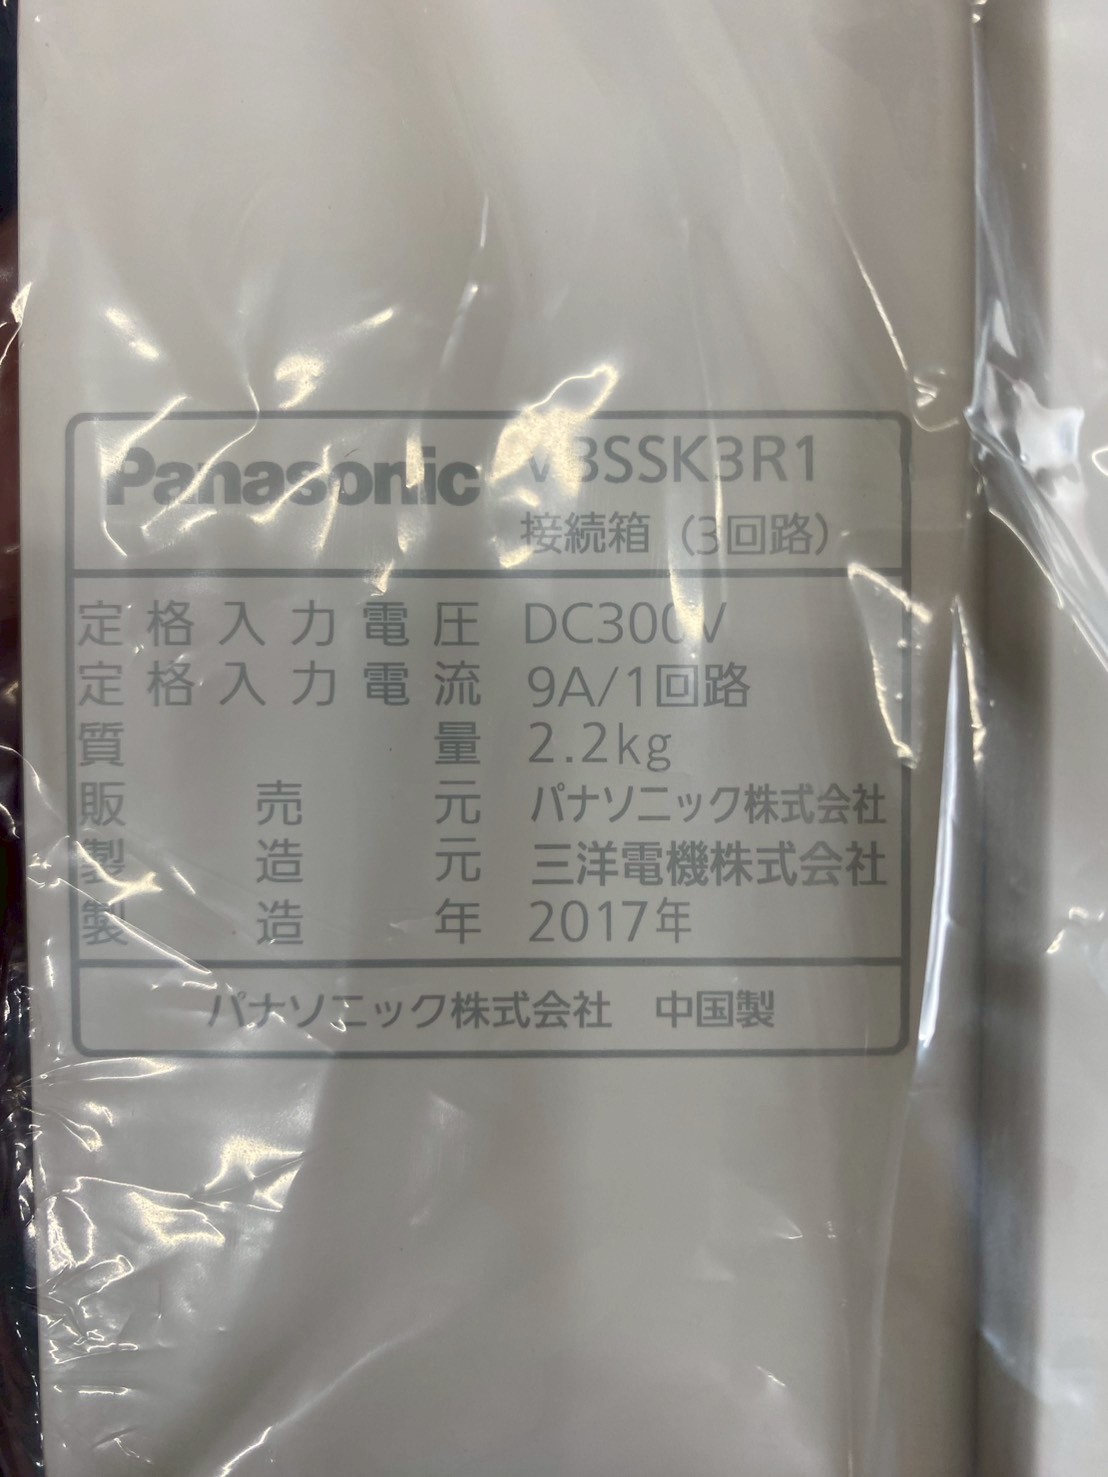 Panasonic VBSSK3R1
接続箱 (3回路)
定格入力電圧 DC300V
定格入力電流 9A/1回路
質量 2.2kg
販売元 パナソニック株式会社
製造元 三洋電機株式会社
製造年 2017年
パナソニック株式会社 中国製